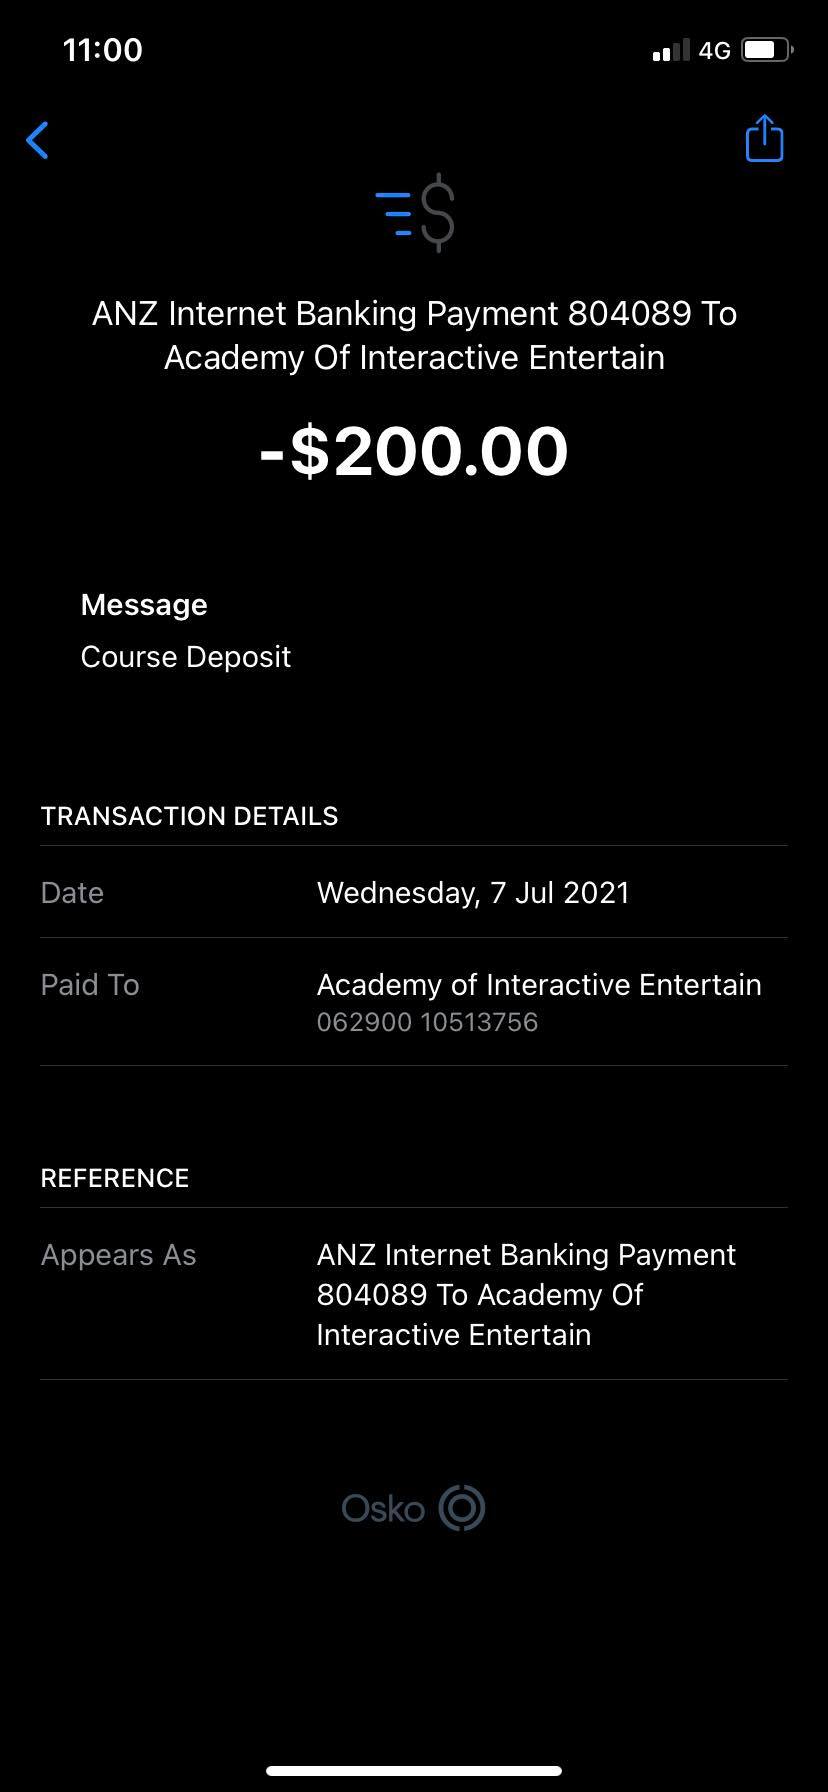 11:00
4G
ANZ Internet Banking Payment 804089 To
Academy Of Interactive Entertain
-$200.00
Message
Course Deposit
TRANSACTION DETAILS
Date Wednesday, 7 Jul 2021
Paid To Academy of Interactive Entertain
062900 10513756
REFERENCE
Appears As ANZ Internet Banking Payment
804089 To Academy Of
Interactive Entertain
Osko